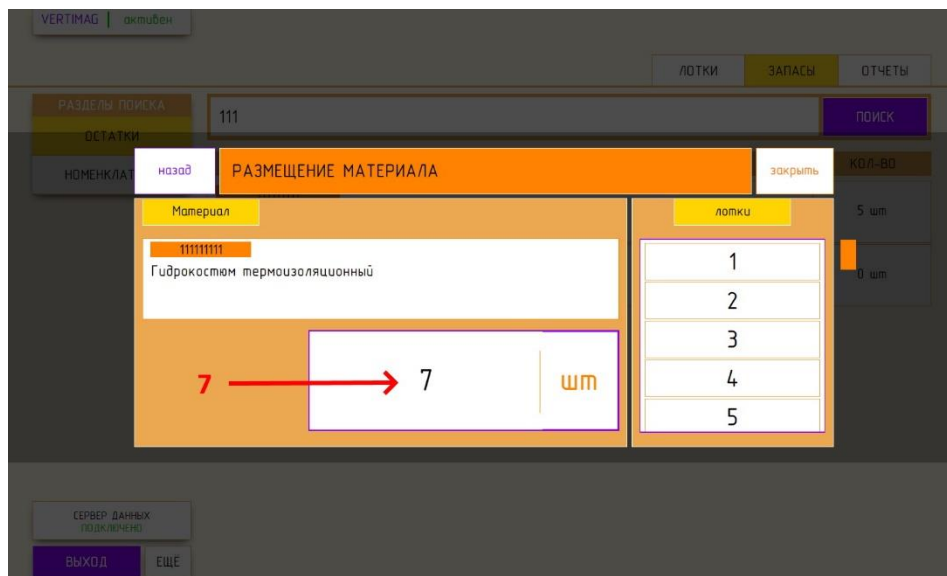 VERTIMAG | активен
ЛОТКИ ЗАПАСЫ ОТЧЕТЫ
РАЗДЕЛЫ ПОИСКА
111
ПОИСК
ОСТАТКИ
назад РАЗМЕЩЕНИЕ МАТЕРИАЛА закрыть
КОЛ-ВО
НОМЕНКЛАТ
Материал лотки
5 шт
111111111
Гидрокостюм термоизоляционный
1
0 шт
2
3
7 7 шт
4
5
СЕРВЕР ДАННЫХ
ПОДКЛЮЧЕНО
ВЫХОД ЕЩЕ